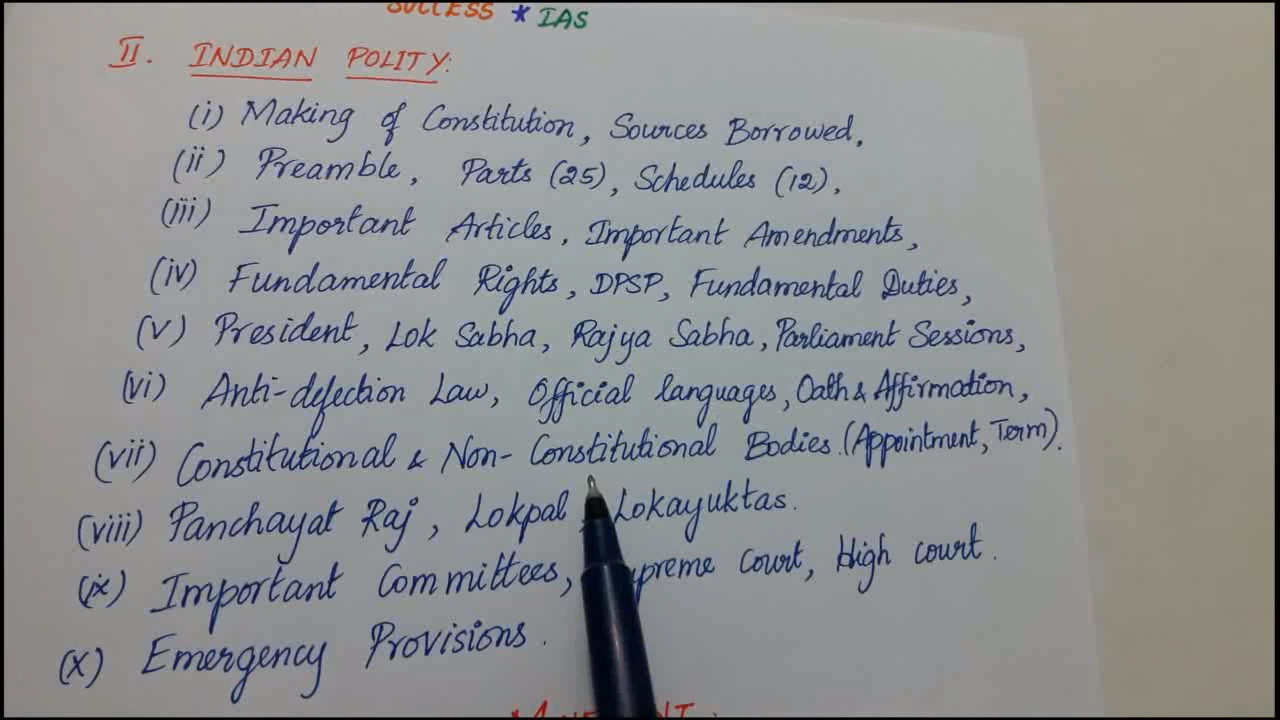 SUCCESS * IAS
II. INDIAN POLITY:
(i) Making of Constitution, Sources Borrowed,
(ii) Preamble, Parts (25), Schedules (12),
(iii) Important Articles, Important Amendments,
(iv) Fundamental Rights, DPSP, Fundamental Duties,
(v) President, Lok Sabha, Rajya Sabha, Parliament Sessions,
(vi) Anti-defection Law, Official languages, Oath & Affirmation,
(vii) Constitutional & Non-Constitutional Bodies. (Appointment, Term).
(viii) Panchayat Raj, Lokpal, Lokayuktas.
(ix) Important Committees, Supreme Court, High court.
(x) Emergency Provisions.